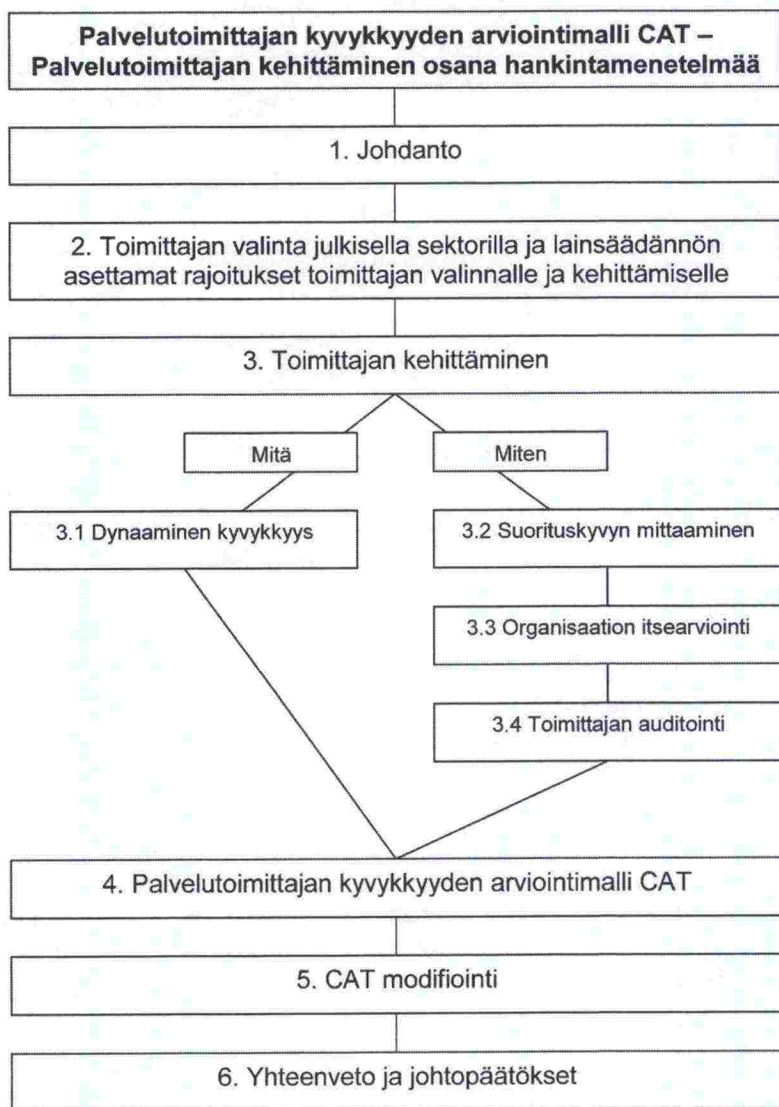 Palvelutoimittajan kyvykkyyden arviointimalli CAT –
Palvelutoimittajan kehittäminen osana hankintamenetelmää
1. Johdanto
2. Toimittajan valinta julkisella sektorilla ja lainsäädännön
asettamat rajoitukset toimittajan valinnalle ja kehittämiselle
3. Toimittajan kehittäminen
Mitä
Miten
3.1 Dynaaminen kyvykkyys
3.2 Suorituskyvyn mittaaminen
3.3 Organisaation itsearviointi
3.4 Toimittajan auditointi
4. Palvelutoimittajan kyvykkyyden arviointimalli CAT
5. CAT modifiointi
6. Yhteenveto ja johtopäätökset